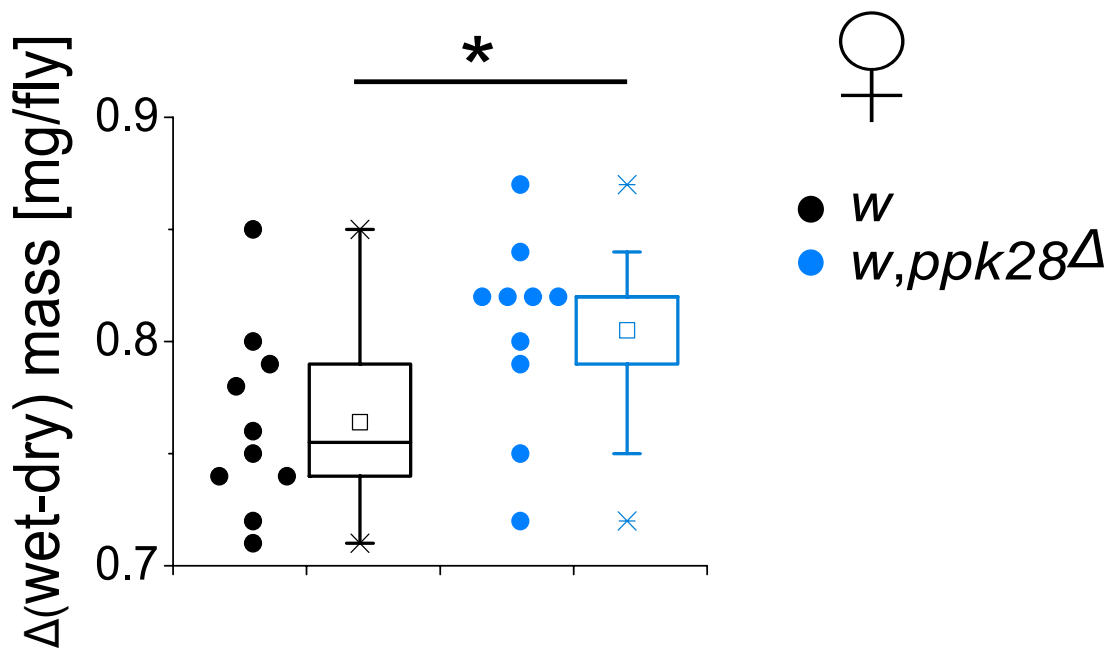 Δ(wet-dry) mass [mg/fly]
*
0.9
0.8
0.7
w
w,ppk28Δ